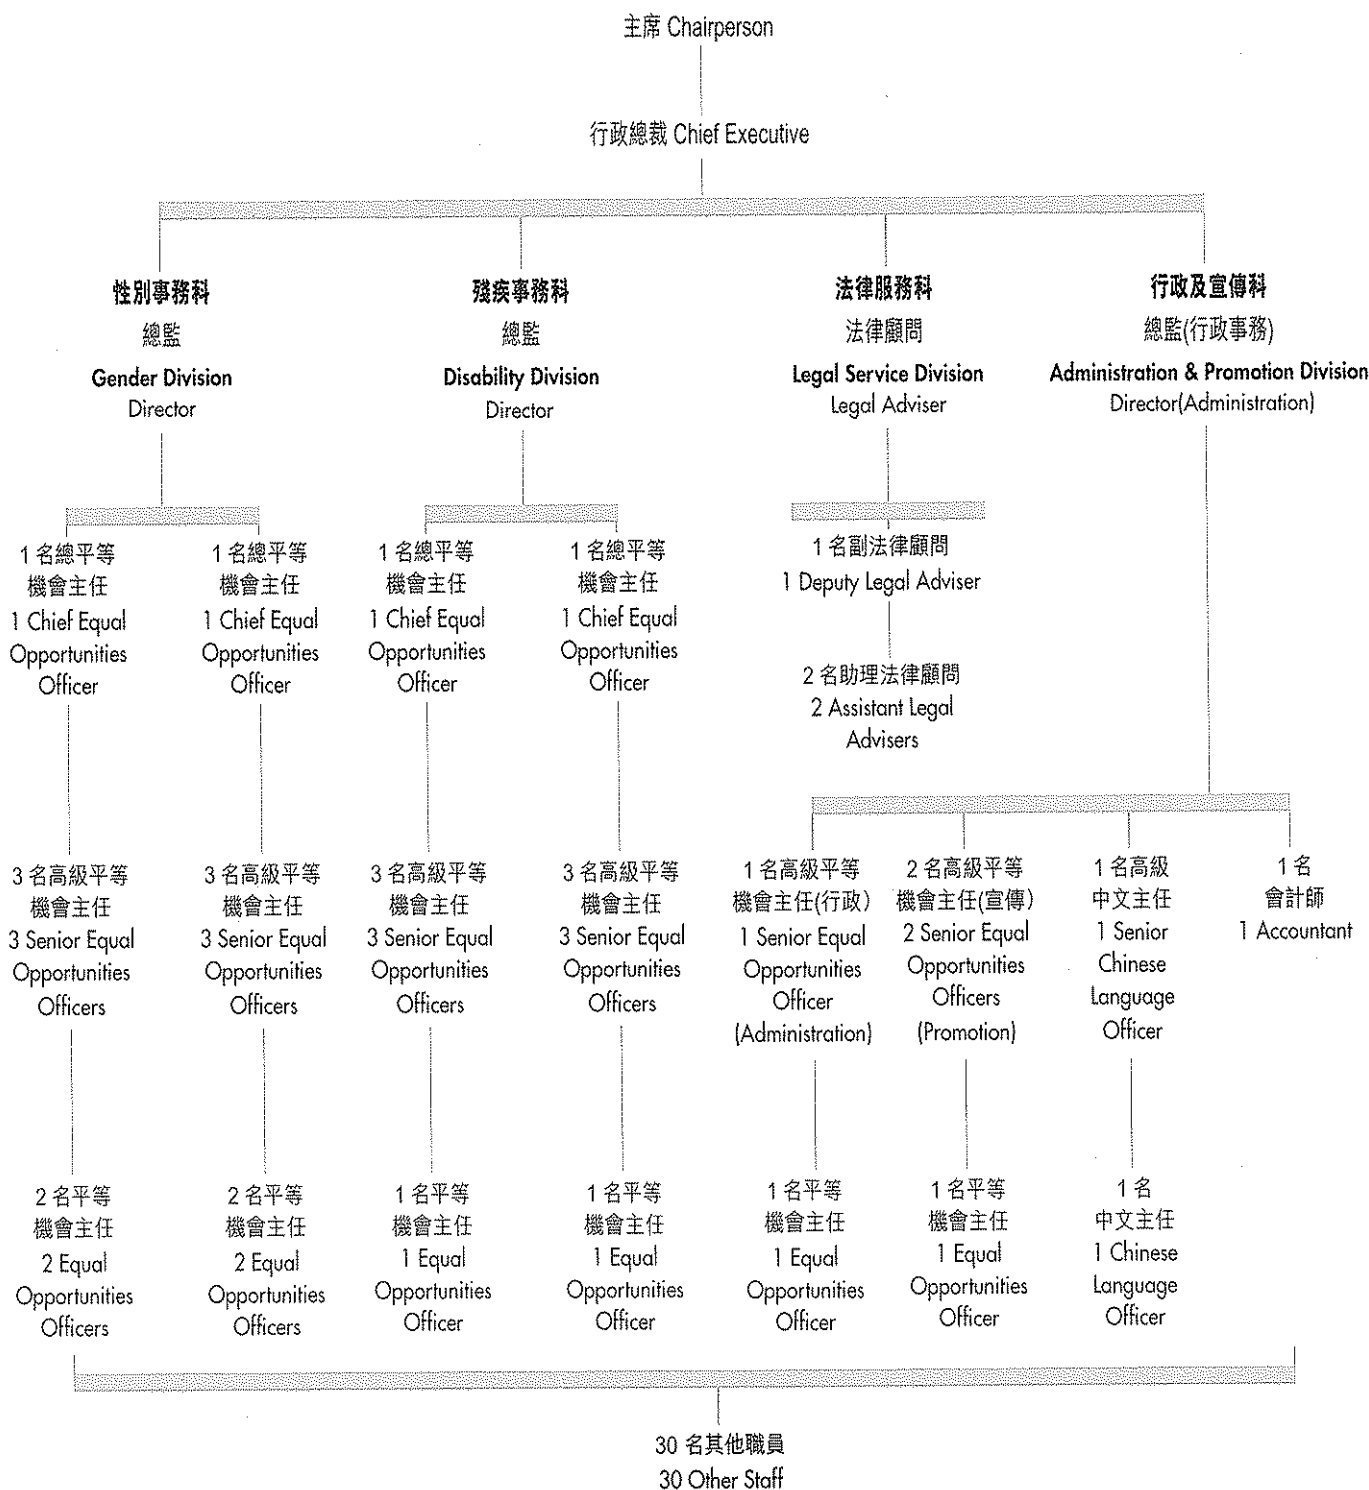 主席 Chairperson
行政總裁 Chief Executive
性別事務科
總監
Gender Division
Director
殘疾事務科
總監
Disability Division
Director
法律服務科
法律顧問
Legal Service Division
Legal Adviser
行政及宣傳科
總監(行政事務)
Administration & Promotion Division
Director(Administration)
1 名總平等
機會主任
1 Chief Equal
Opportunities
Officer
1 名總平等
機會主任
1 Chief Equal
Opportunities
Officer
1 名總平等
機會主任
1 Chief Equal
Opportunities
Officer
1 名總平等
機會主任
1 Chief Equal
Opportunities
Officer
1 名副法律顧問
1 Deputy Legal Adviser
2 名助理法律顧問
2 Assistant Legal
Advisers
3 名高級平等
機會主任
3 Senior Equal
Opportunities
Officers
3 名高級平等
機會主任
3 Senior Equal
Opportunities
Officers
3 名高級平等
機會主任
3 Senior Equal
Opportunities
Officers
3 名高級平等
機會主任
3 Senior Equal
Opportunities
Officers
1 名高級平等
機會主任(行政)
1 Senior Equal
Opportunities
Officer
(Administration)
2 名高級平等
機會主任(宣傳)
2 Senior Equal
Opportunities
Officers
(Promotion)
1 名高級
中文主任
1 Senior
Chinese
Language
Officer
1 名
會計師
1 Accountant
2 名平等
機會主任
2 Equal
Opportunities
Officers
2 名平等
機會主任
2 Equal
Opportunities
Officers
1 名平等
機會主任
1 Equal
Opportunities
Officer
1 名平等
機會主任
1 Equal
Opportunities
Officer
1 名平等
機會主任
1 Equal
Opportunities
Officer
1 名平等
機會主任
1 Equal
Opportunities
Officer
1 名
中文主任
1 Chinese
Language
Officer
30 名其他職員
30 Other Staff